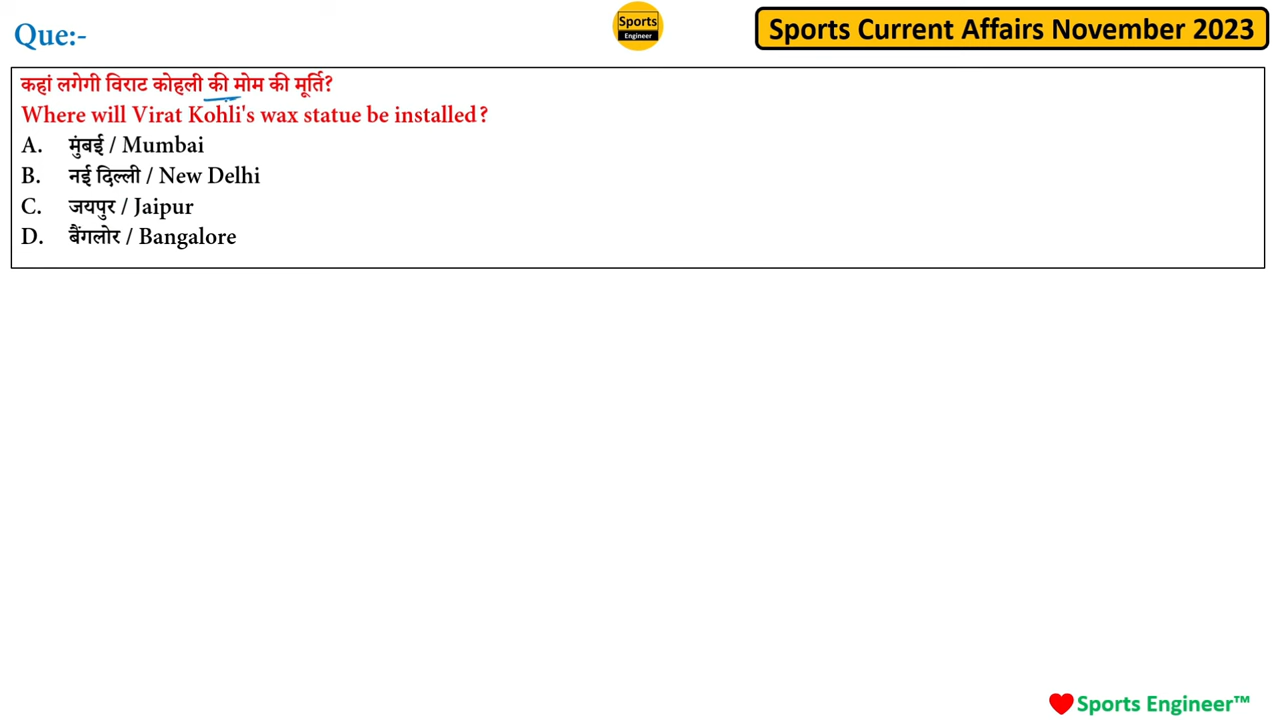 Que:-
Sports
Engineer
Sports Current Affairs November 2023
कहां लगेगी विराट कोहली की मोम की मूर्ति?
Where will Virat Kohli's wax statue be installed?
A. मुंबई / Mumbai
B. नई दिल्ली / New Delhi
C. जयपुर / Jaipur
D. बैंगलोर / Bangalore
Sports Engineer™